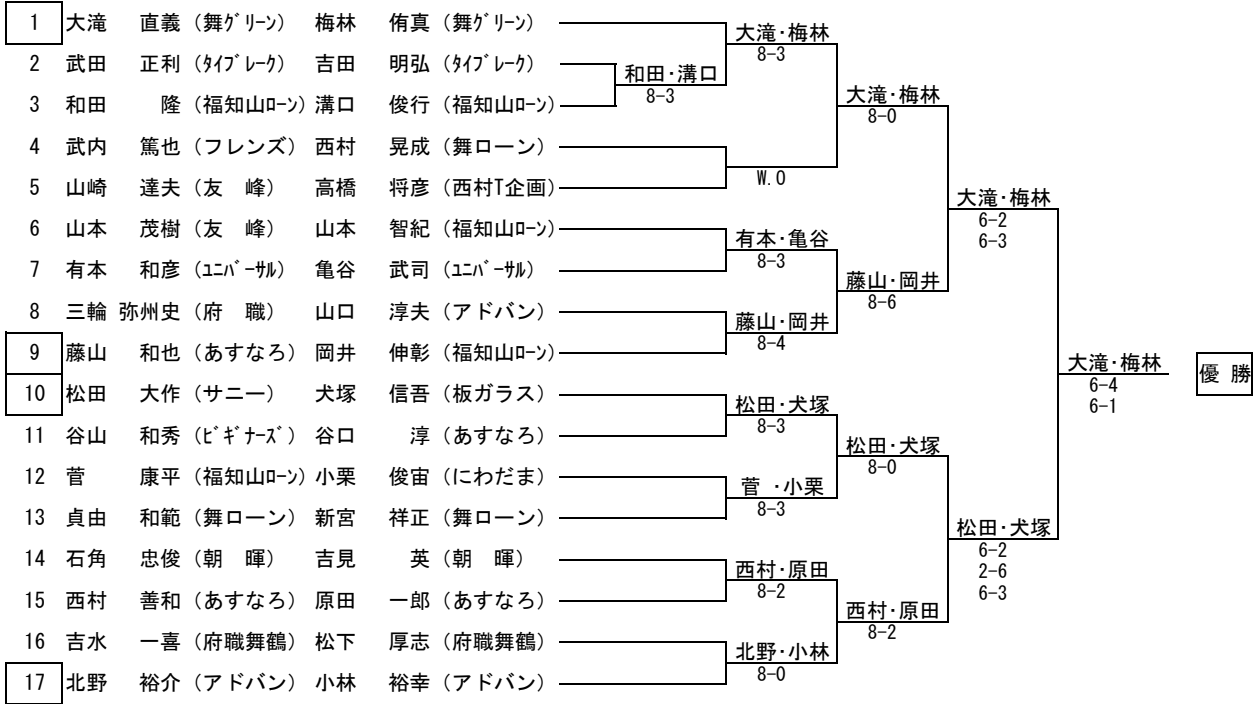 1 大滝 直義 (舞グリーン) 梅林 侑真 (舞グリーン)
2 武田 正利 (タイブレーク) 吉田 明弘 (タイブレーク)
3 和田 隆 (福知山ローン) 溝口 俊行 (福知山ローン)
4 武内 篤也 (フレンズ) 西村 晃成 (舞ローン)
5 山崎 達夫 (友 峰) 高橋 将彦 (西村T企画)
6 山本 茂樹 (友 峰) 山本 智紀 (福知山ローン)
7 有本 和彦 (ユニバーサル) 亀谷 武司 (ユニバーサル)
8 三輪 弥州史 (府 職) 山口 淳夫 (アドバン)
9 藤山 和也 (あすなろ) 岡井 伸彰 (福知山ローン)
10 松田 大作 (サニー) 犬塚 信吾 (板ガラス)
11 谷山 和秀 (ビギナーズ) 谷口 淳 (あすなろ)
12 菅 康平 (福知山ローン) 小栗 俊宙 (にわだま)
13 貞由 和範 (舞ローン) 新宮 祥正 (舞ローン)
14 石角 忠俊 (朝 暉) 吉見 英 (朝 暉)
15 西村 善和 (あすなろ) 原田 一郎 (あすなろ)
16 吉水 一喜 (府職舞鶴) 松下 厚志 (府職舞鶴)
17 北野 裕介 (アドバン) 小林 裕幸 (アドバン)
和田・溝口
8-3
大滝・梅林
8-3
W.O
有本・亀谷
8-3
藤山・岡井
8-4
松田・犬塚
8-3
菅 ・小栗
8-3
西村・原田
8-2
北野・小林
8-0
大滝・梅林
8-0
藤山・岡井
8-6
松田・犬塚
8-0
西村・原田
8-2
大滝・梅林
6-2
6-3
松田・犬塚
6-2
2-6
6-3
大滝・梅林
6-4
6-1
優 勝